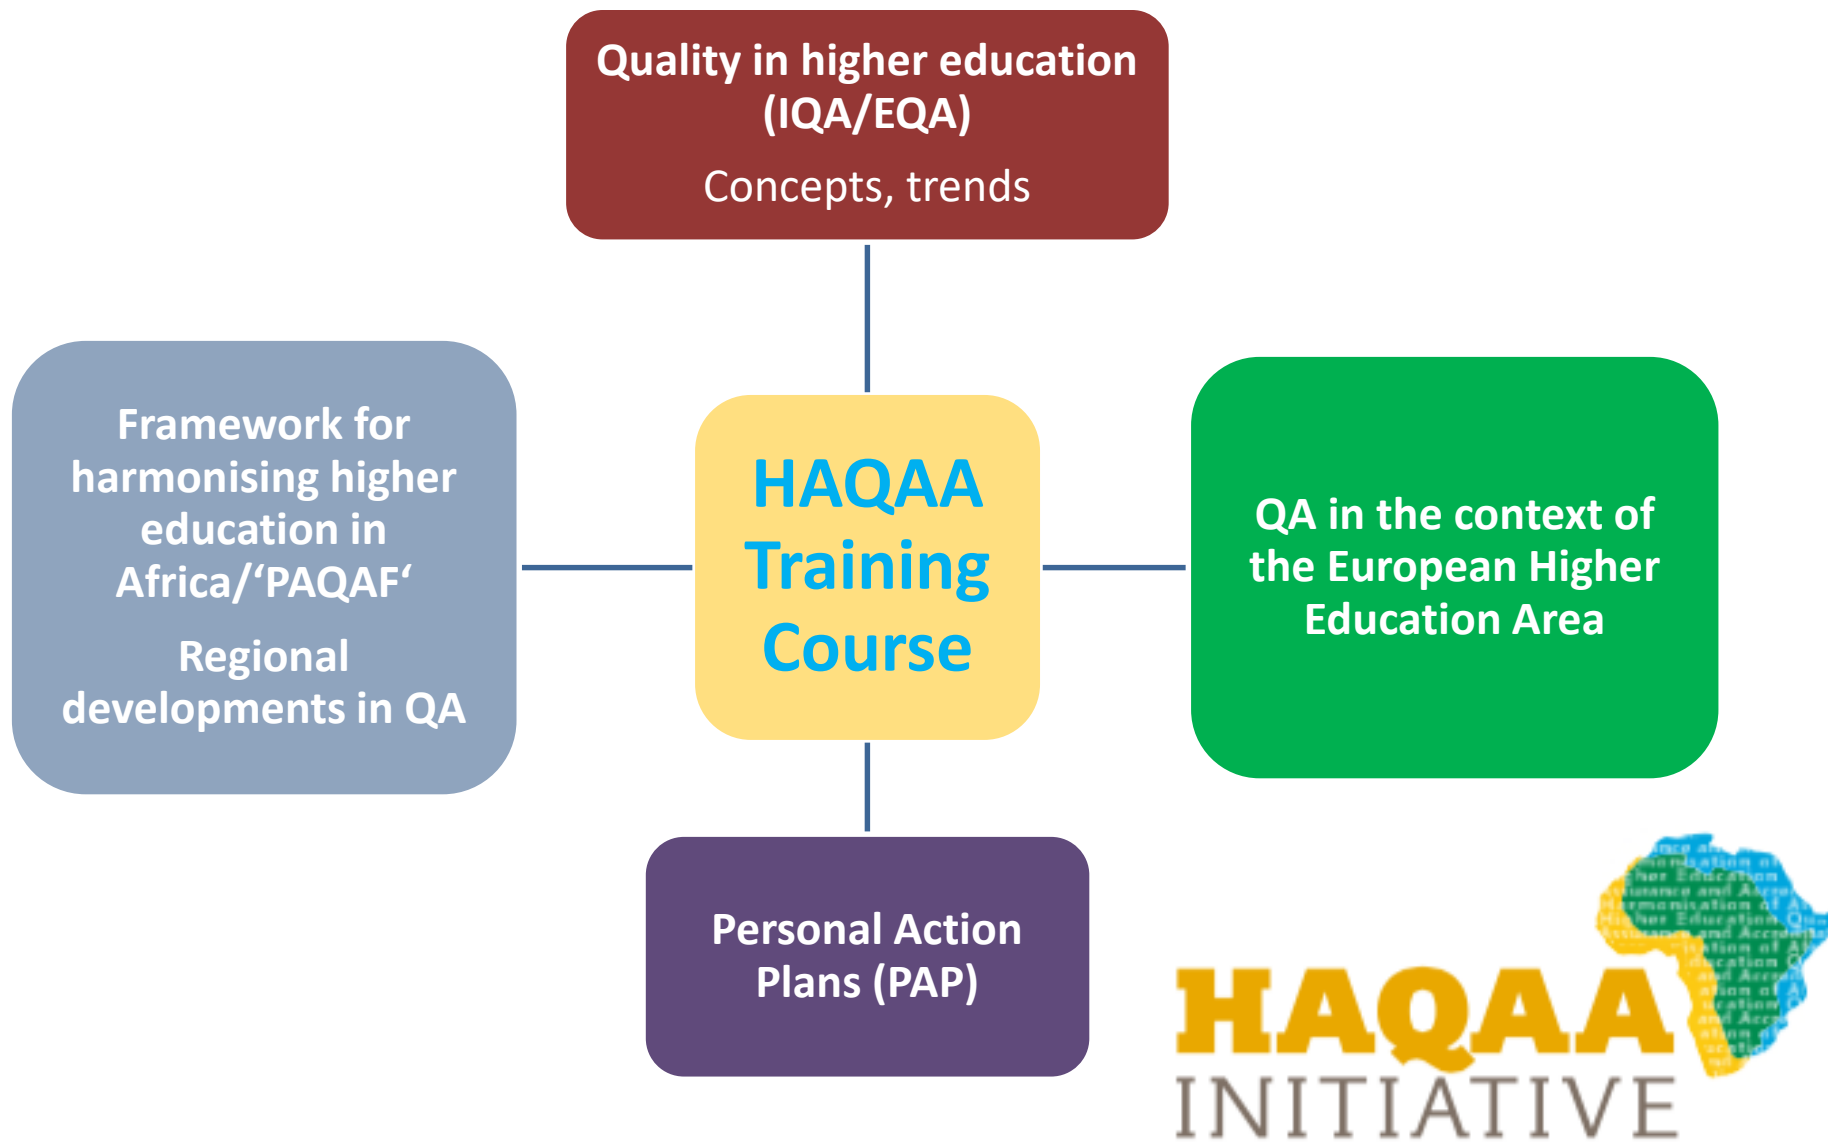 Quality in higher education
(IQA/EQA)
Concepts, trends
Framework for
harmonising higher
education in
Africa/‘PAQAF‘
Regional
developments in QA
HAQAA
Training
Course
QA in the context of
the European Higher
Education Area
Personal Action
Plans (PAP)
HAQAA
INITIATIVE